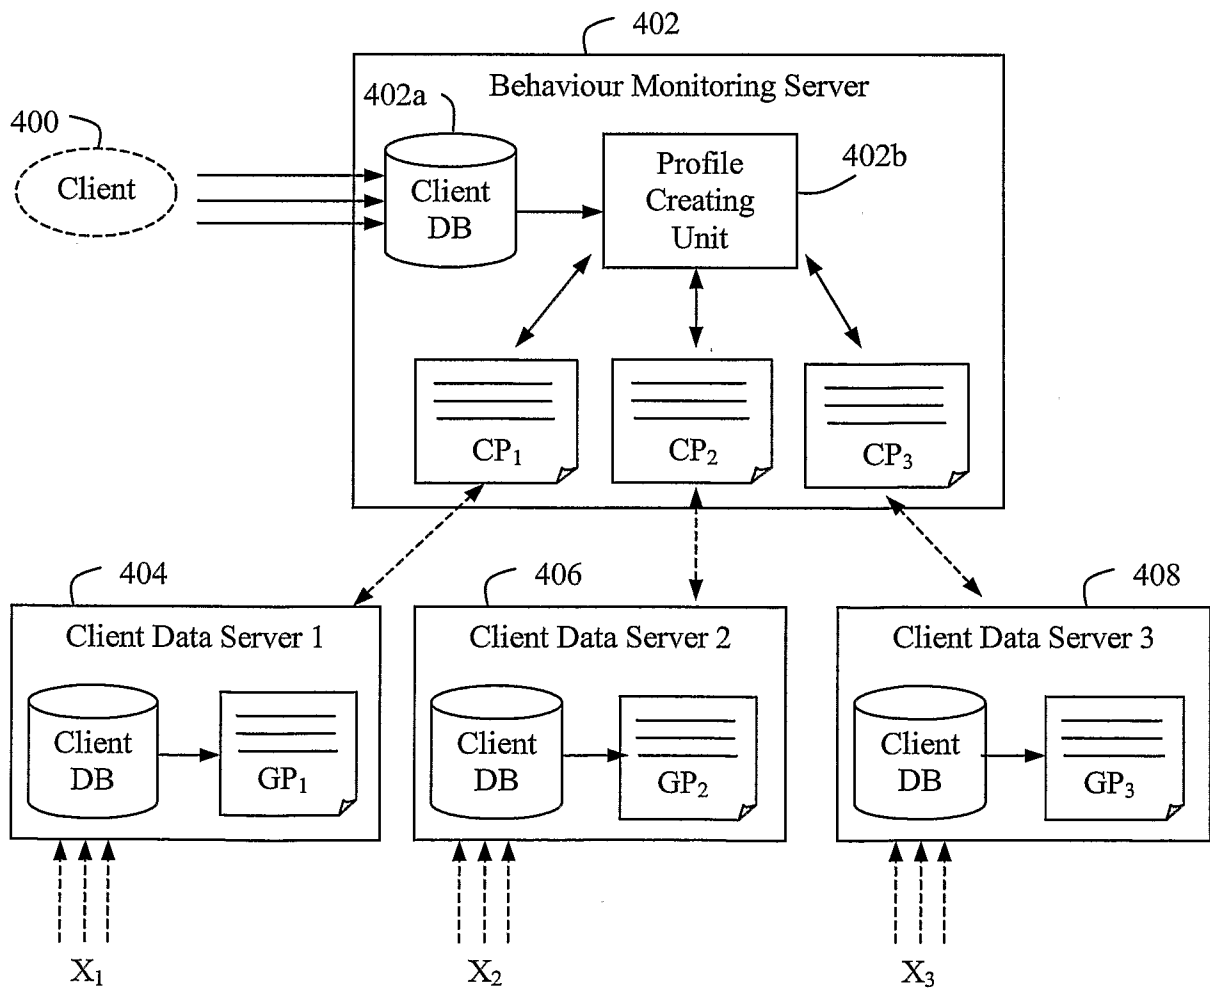 402
Behaviour Monitoring Server
402a
400
Client
Client
DB
Profile
Creating
Unit
402b
CP₁
CP₂
CP₃
404
406
408
Client Data Server 1
Client
DB
GP₁
Client Data Server 2
Client
DB
GP₂
Client Data Server 3
Client
DB
GP₃
X₁
X₂
X₃